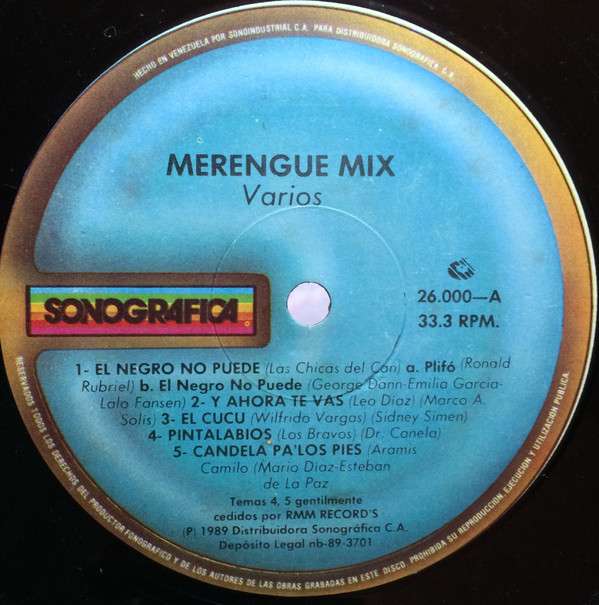 HECHO EN VENEZUELA POR SONOINDUSTRIAL C.A. PARA DISTRIBUIDORA SONOGRAFICA C.A.
MERENGUE MIX
Varios
SONOGRAFICA
26.000—A
33.3 RPM.
1- EL NEGRO NO PUEDE (Las Chicas del Can) a. Plifó (Ronald
Rubriel) b. El Negro No Puede (George Dann-Emilia Garcia-
Lalo Fansen) 2- Y AHORA TE VAS (Leo Diaz) (Marco A.
Solis) 3- EL CUCU (Wilfrido Vargas) (Sidney Simen)
4- PINTALABIOS (Los Bravos) (Dr. Canela)
5- CANDELA PA'LOS PIES (Aramis
Camilo (Mario Diaz-Esteban
de La Paz
Temas 4, 5 gentilmente
cedidos por RMM RECORD'S
(P) 1989 Distribuidora Sonográfica C.A.
Depósito Legal nb-89-3701
RESERVADOS TODOS LOS DERECHOS DEL PRODUCTOR FONOGRAFICO Y DE LOS AUTORES DE LAS OBRAS GRABADAS EN ESTE DISCO. PROHIBIDA SU REPRODUCCION, EJECUCION Y UTILIZACION PUBLICA.